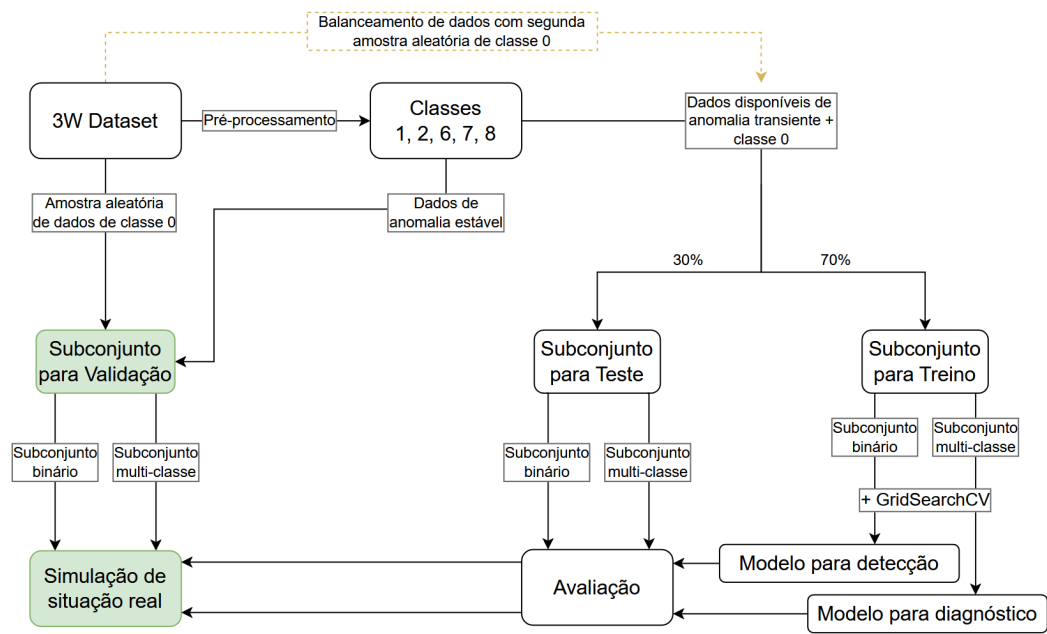 Balanceamento de dados com segunda
amostra aleatória de classe 0
3W Dataset
Pré-processamento
Classes
1, 2, 6, 7, 8
Dados disponíveis de
anomalia transiente +
classe 0
Amostra aleatória
de dados de classe 0
Dados de
anomalia estável
30%
70%
Subconjunto
para Validação
Subconjunto
para Teste
Subconjunto
para Treino
Subconjunto
binário
Subconjunto
multi-classe
Subconjunto
binário
Subconjunto
multi-classe
Subconjunto
binário
Subconjunto
multi-classe
+ GridSearchCV
Simulação de
situação real
Avaliação
Modelo para detecção
Modelo para diagnóstico